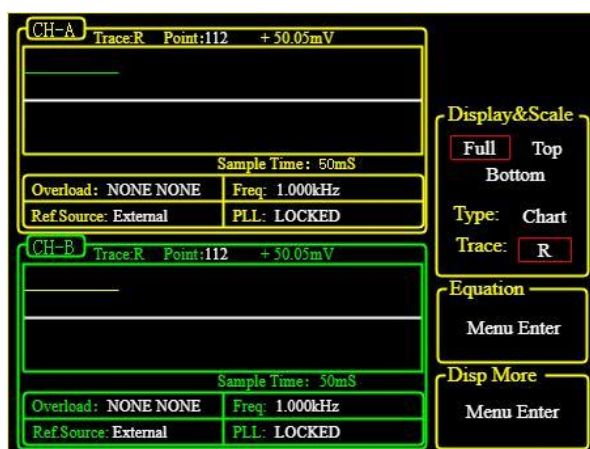 CH-A Trace:R Point:112 +50.05mV
Sample Time: 50mS
Overload: NONE NONE Freq: 1.000kHz
Ref.Source: External PLL: LOCKED
CH-B Trace:R Point:112 +50.05mV
Sample Time: 50mS
Overload: NONE NONE Freq: 1.000kHz
Ref.Source: External PLL: LOCKED
Display&Scale
Full Top
Bottom
Type: Chart
Trace: R
Equation
Menu Enter
Disp More
Menu Enter